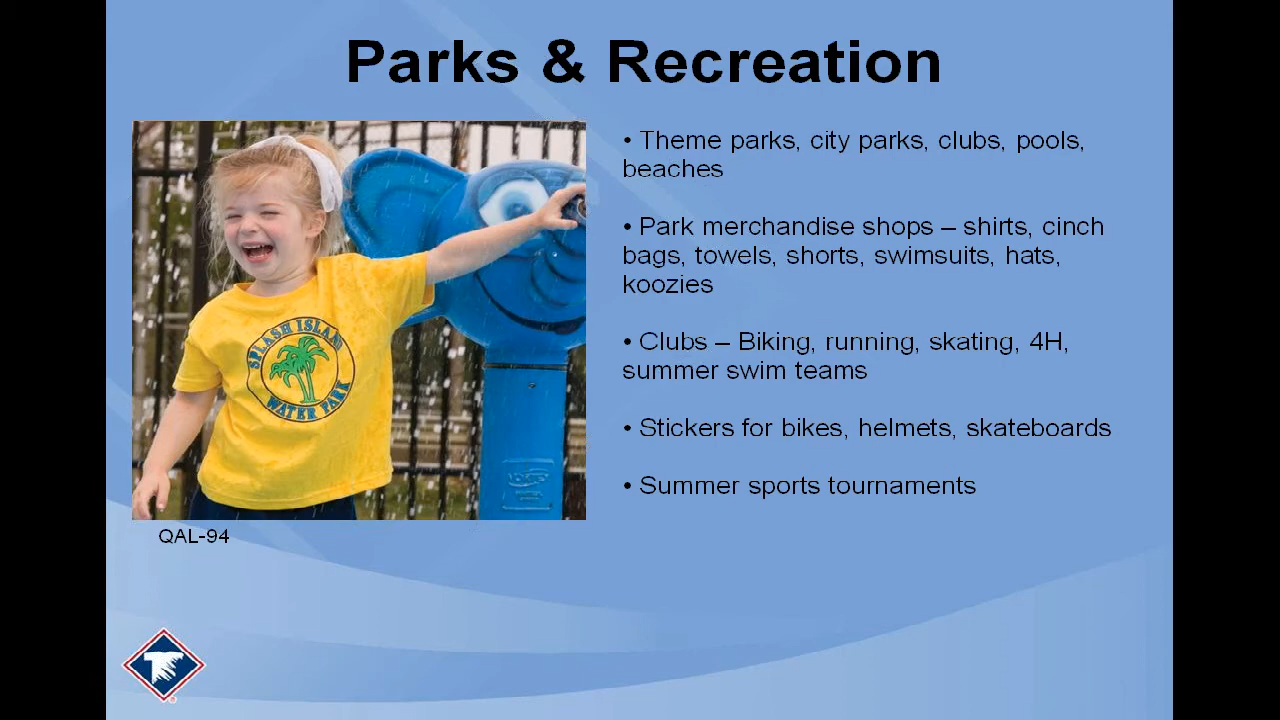 Parks & Recreation
• Theme parks, city parks, clubs, pools,
beaches
• Park merchandise shops – shirts, cinch
bags, towels, shorts, swimsuits, hats,
koozies
• Clubs – Biking, running, skating, 4H,
summer swim teams
• Stickers for bikes, helmets, skateboards
• Summer sports tournaments
SPLASH ISLAND
WATER PARK
QAL-94